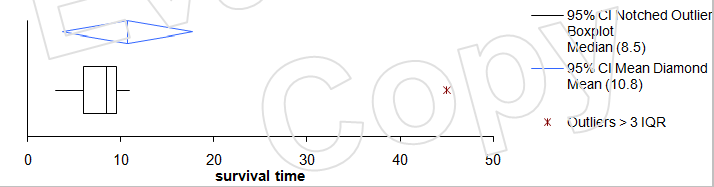 95% CI Notched Outlier
Boxplot
Median (8.5)
95% CI Mean Diamond
Mean (10.8)
Outliers > 3 IQR
0 10 20 30 40 50
survival time
Copy